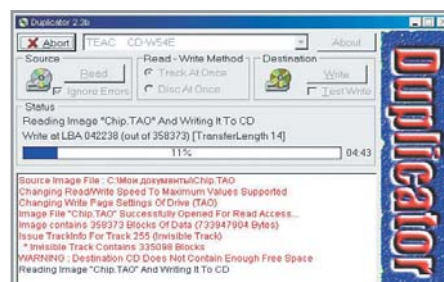 Duplicator 2.3b
Abort
TEAC CD-W54E
About
Source
Read
Ignore Errors
Read - Write Method
Track At Once
Disc At Once
Destination
Write
Test Write
Status
Reading Image "Chip.TAO" And Writing It To CD
Write at LBA 042238 (out of 358373) [TransferLength 14]
11%
04:43
Source Image File : C:\Мои документы\Chip.TAO
Changing Read/Write Speed To Maximum Values Supported
Changing Write Page Settings Of Drive (TAO)
Image File "Chip.TAO" Successfully Opened For Read Access...
Image contains 358373 Blocks Of Data (733947904 Bytes)
Issue TrackInfo For Track 255 (Invisible Track)
* Invisible Track Contains 335098 Blocks
WARNING : Destination CD Does Not Contain Enough Free Space
Reading Image "Chip.TAO" And Writing It To CD
Duplicator